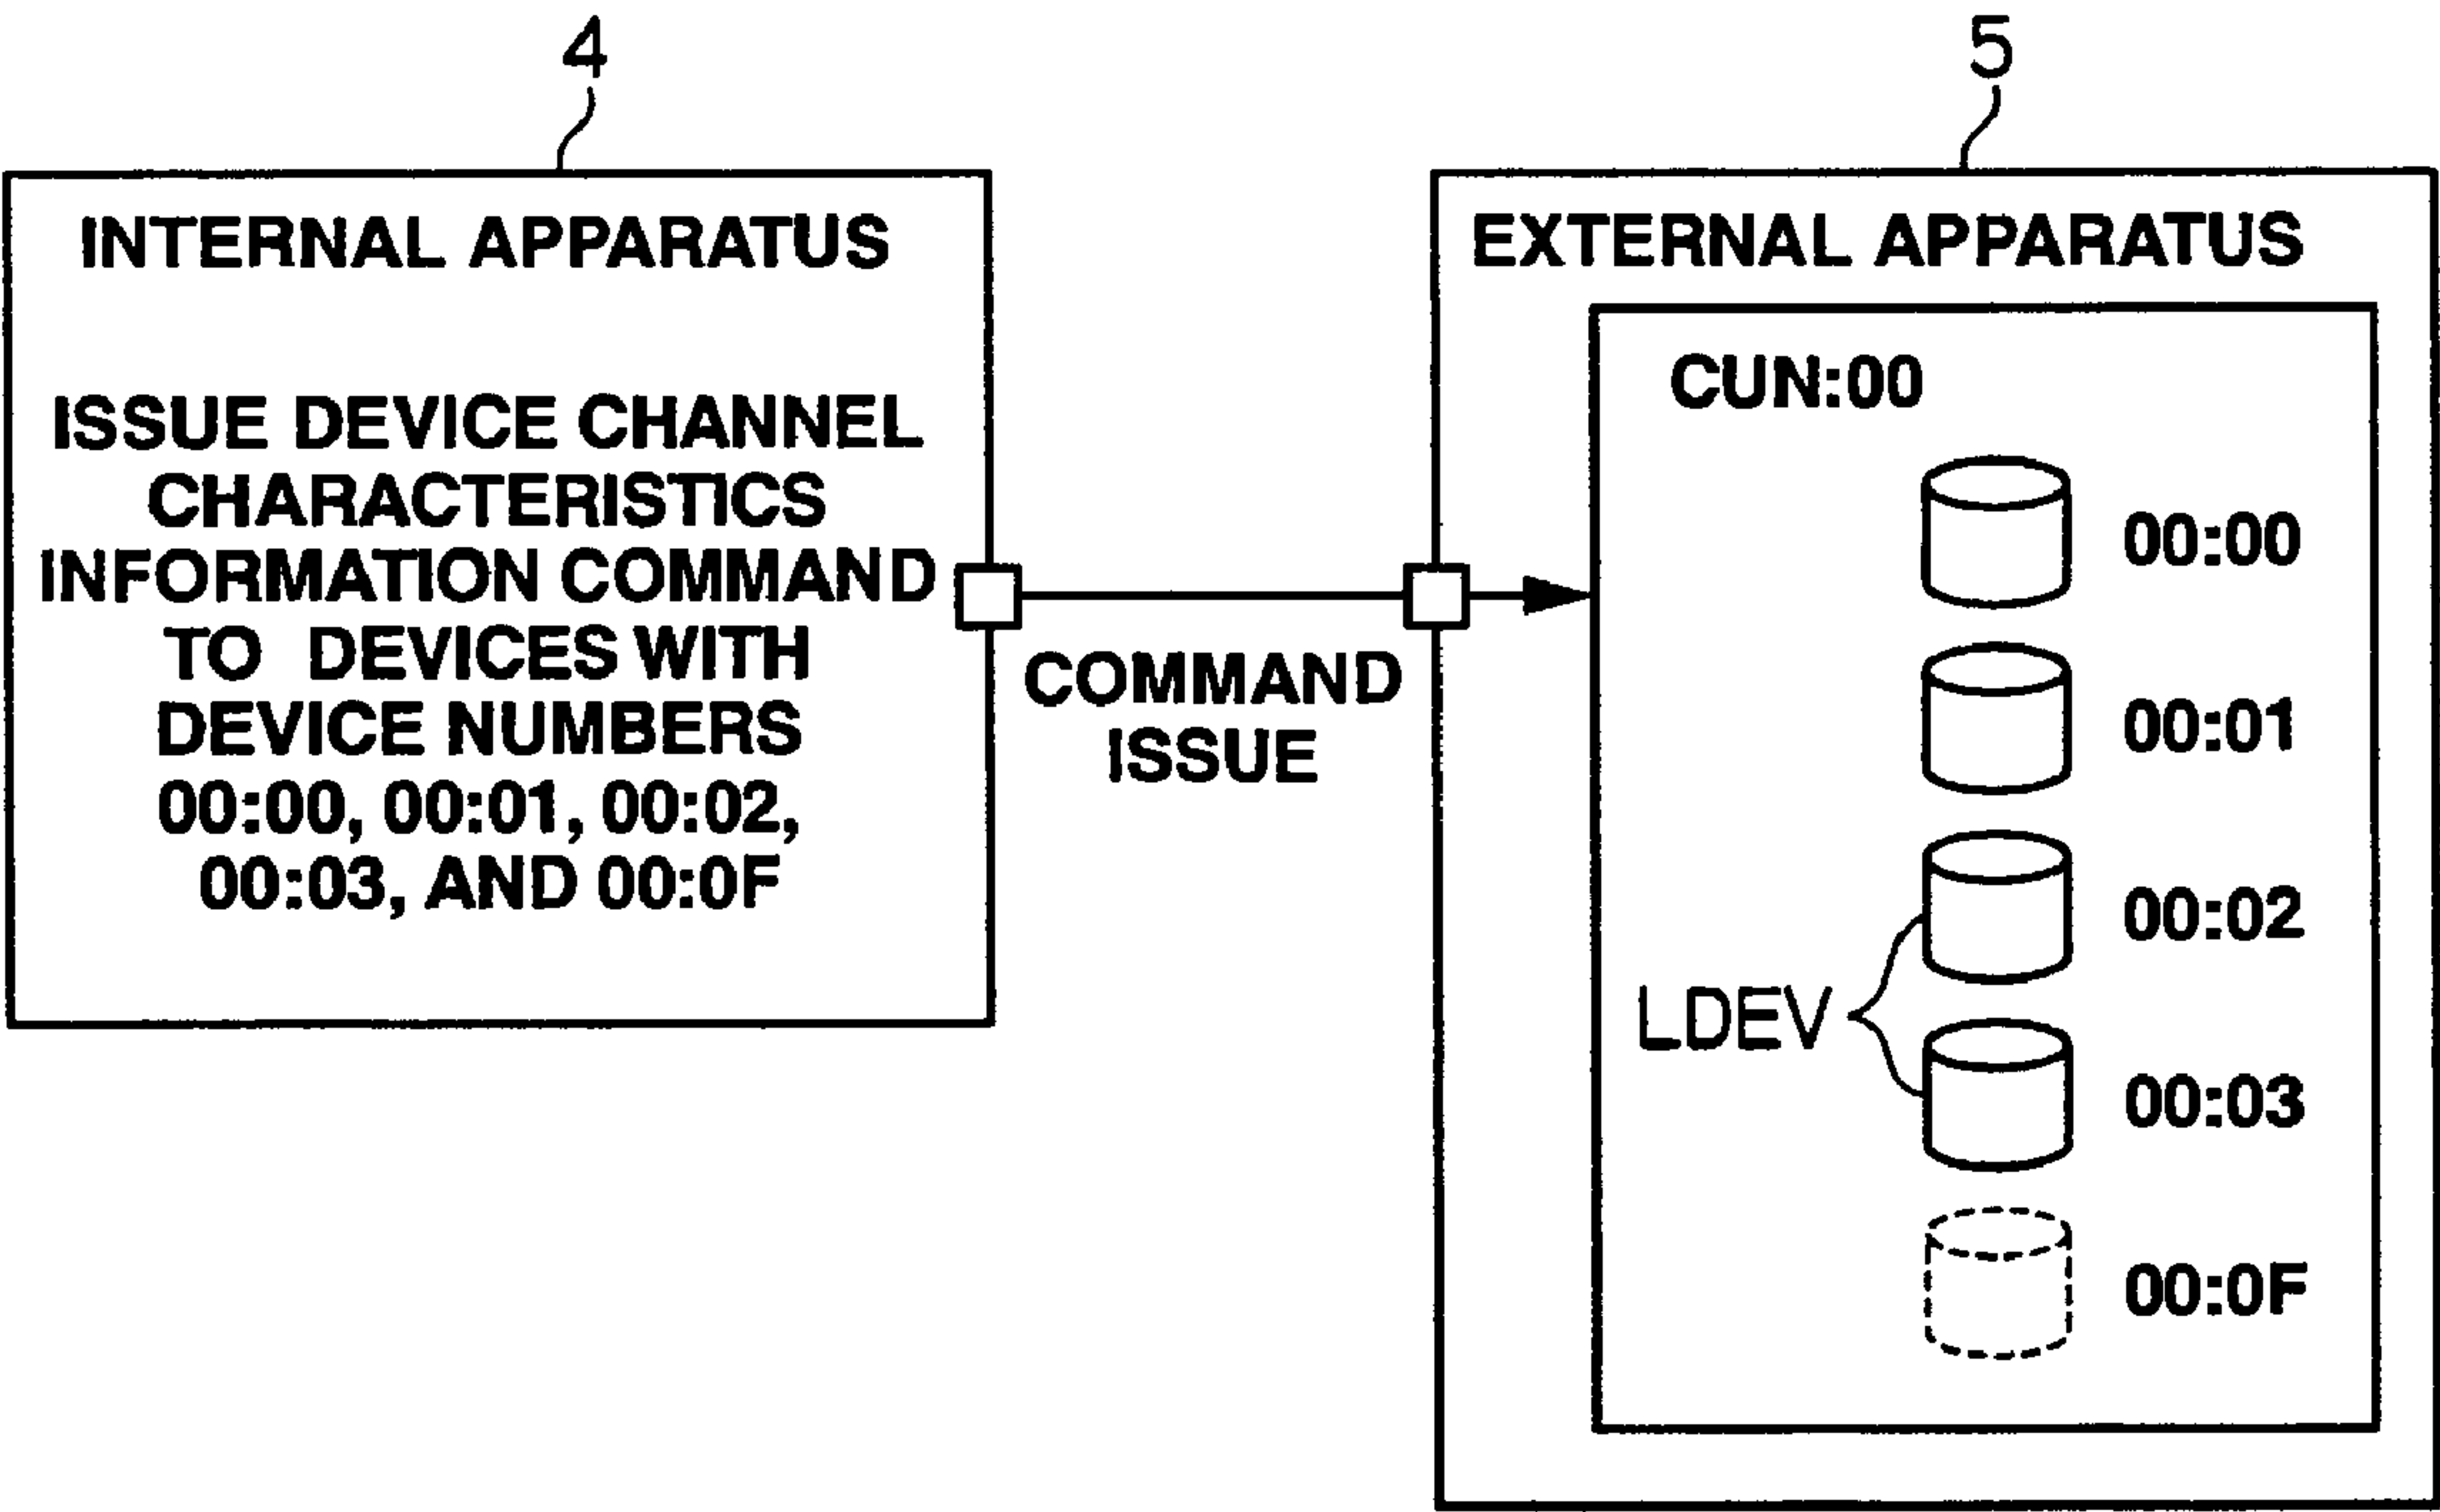 4
5
INTERNAL APPARATUS
ISSUE DEVICE CHANNEL
CHARACTERISTICS
INFORMATION COMMAND
TO DEVICES WITH
DEVICE NUMBERS
00:00, 00:01, 00:02,
00:03, AND 00:0F
COMMAND
ISSUE
EXTERNAL APPARATUS
CUN:00
00:00
00:01
00:02
LDEV
00:03
00:0F